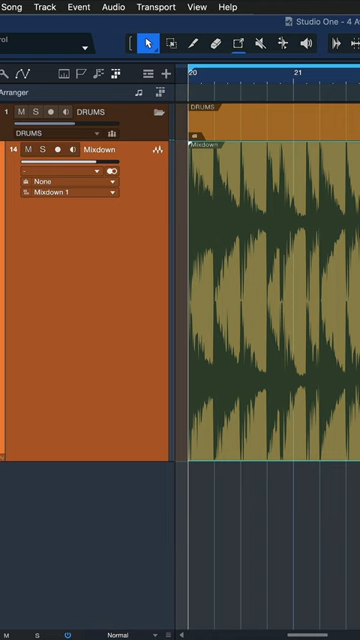 Song Track Event Audio Transport View Help
Studio One - 4 A
rol
20 21
Arranger
1 M S DRUMS
DRUMS
DRUMS
14 M S Mixdown
Mixdown
-
None
Mixdown 1
M S Normal